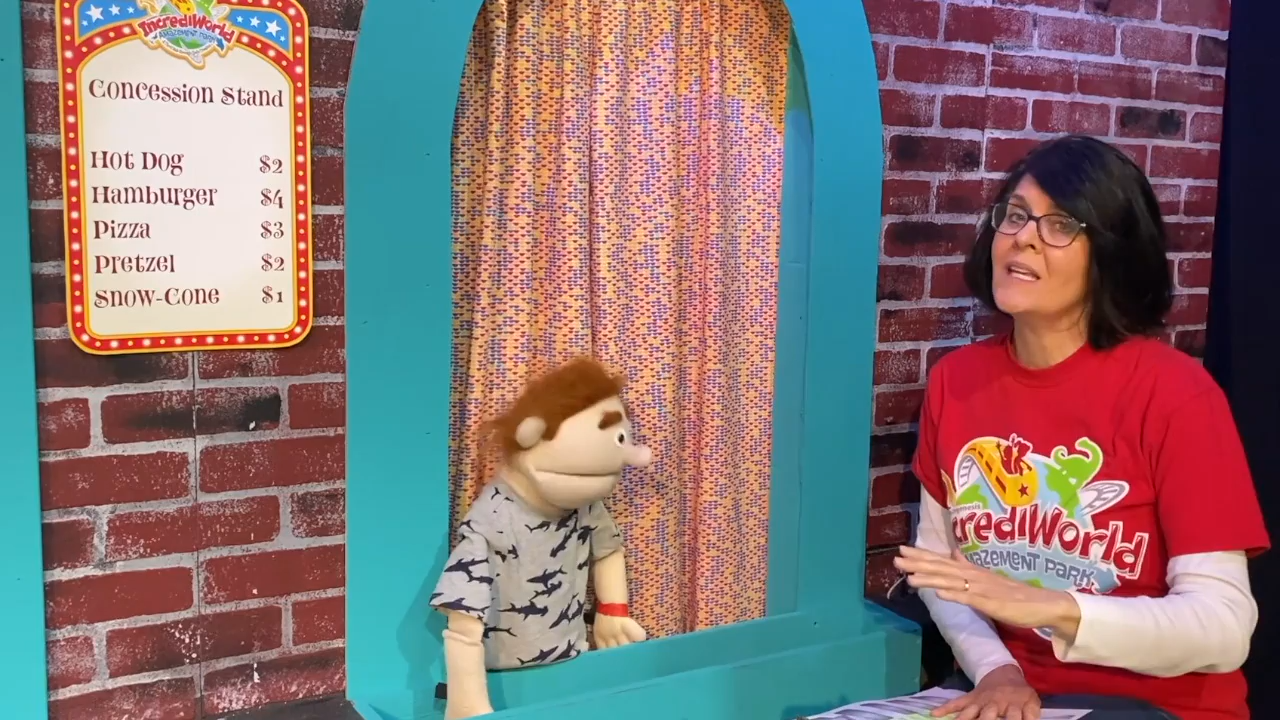 IncrediWorld
AMAZEMENT PARK
Concession Stand
Hot Dog $2
Hamburger $4
Pizza $3
Pretzel $2
Snow-Cone $1
IncrediWorld
AMAZEMENT PARK